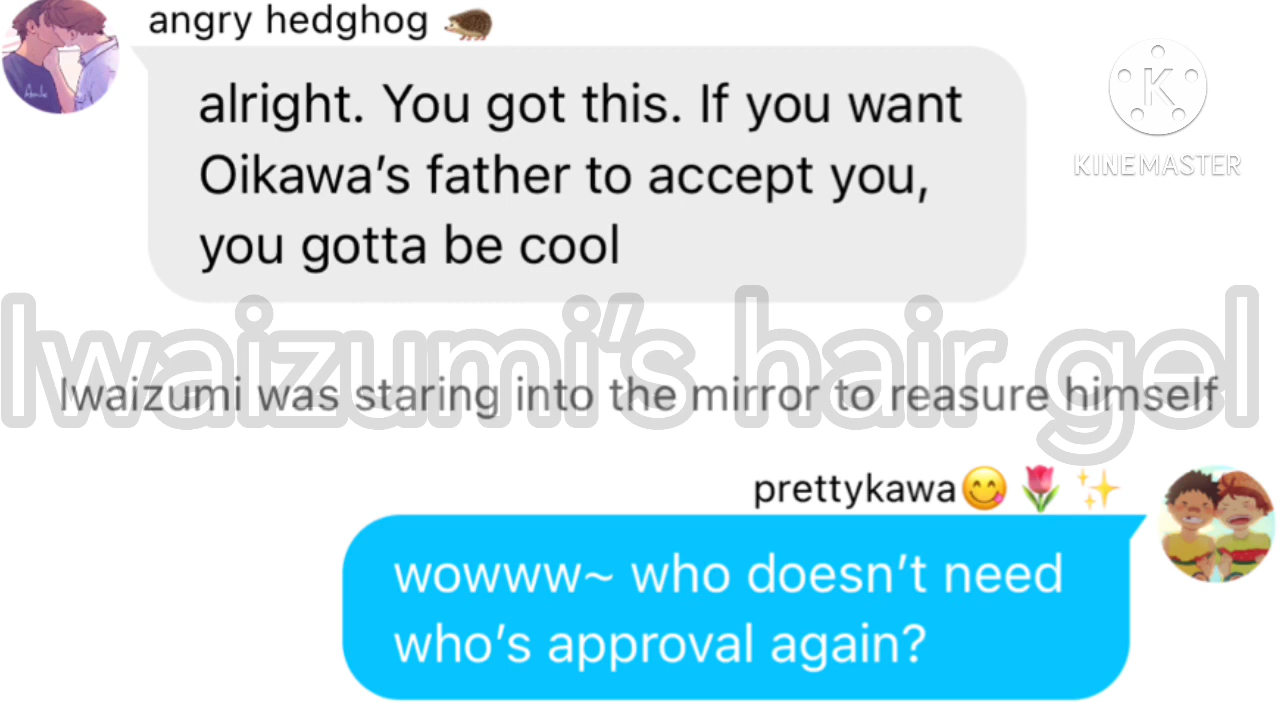 angry hedghog 🦔
alright. You got this. If you want
Oikawa's father to accept you,
you gotta be cool
K
KINEMASTER
Iwaizumi's hair gel
Iwaizumi was staring into the mirror to reasure himself
prettykawa😋🌷✨
wowww~ who doesn't need
who's approval again?